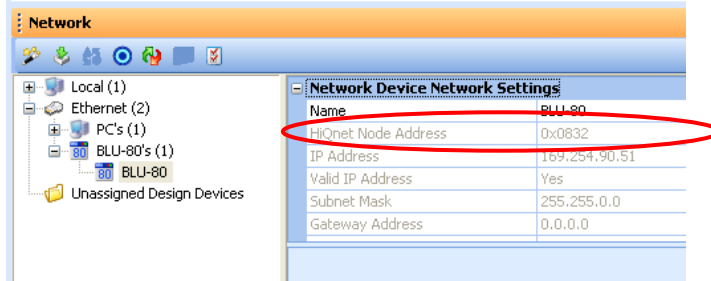 Network
Local (1)
Ethernet (2)
PC's (1)
80 BLU-80's (1)
80 BLU-80
Unassigned Design Devices
Network Device Network Settings
Name BLU-80
HiQnet Node Address 0x0832
IP Address 169.254.90.51
Valid IP Address Yes
Subnet Mask 255.255.0.0
Gateway Address 0.0.0.0